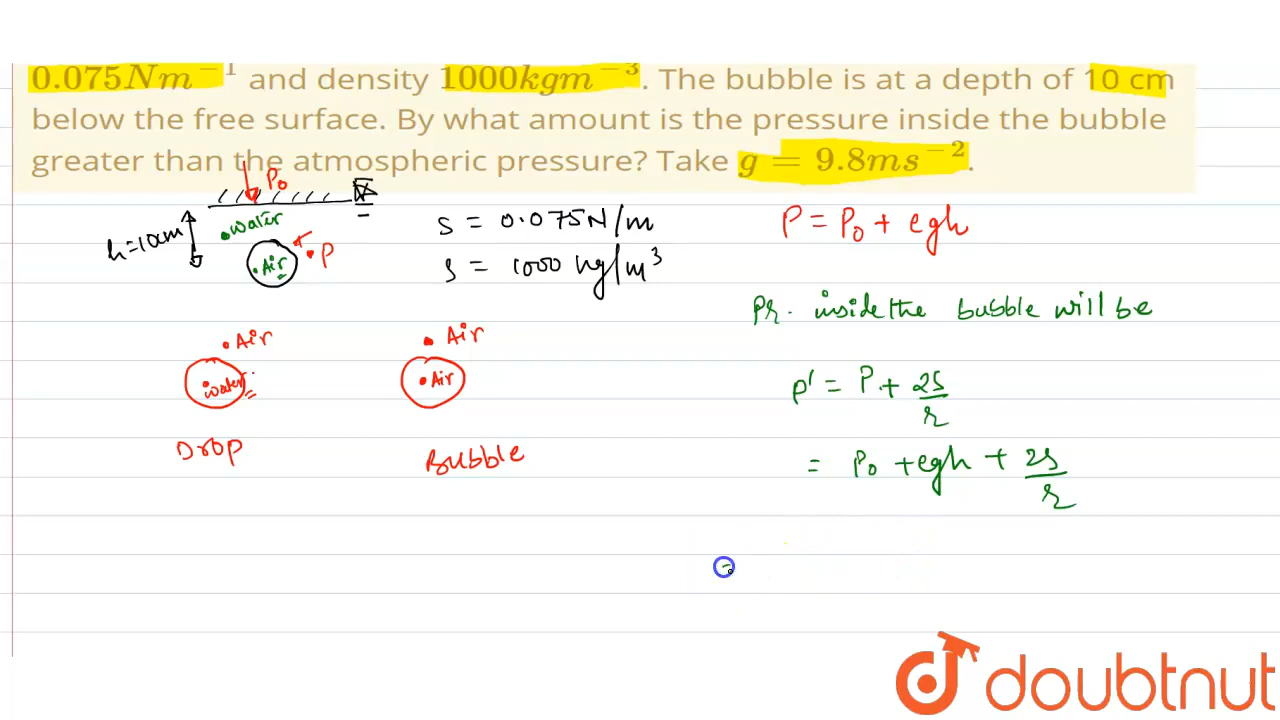 0.075Nm⁻¹ and density 1000kgm⁻³. The bubble is at a depth of 10 cm
below the free surface. By what amount is the pressure inside the bubble
greater than the atmospheric pressure? Take g = 9.8ms⁻².
P₀
water
h=10cm
Air
P
S = 0.075N/m
ρ = 1000 kg/m³
P = P₀ + ρgh
Pr. inside the bubble will be
Air
water
Drop
Air
Air
Bubble
P' = P + 2S/r
= P₀ + ρgh + 2S/r
=
doubtnut